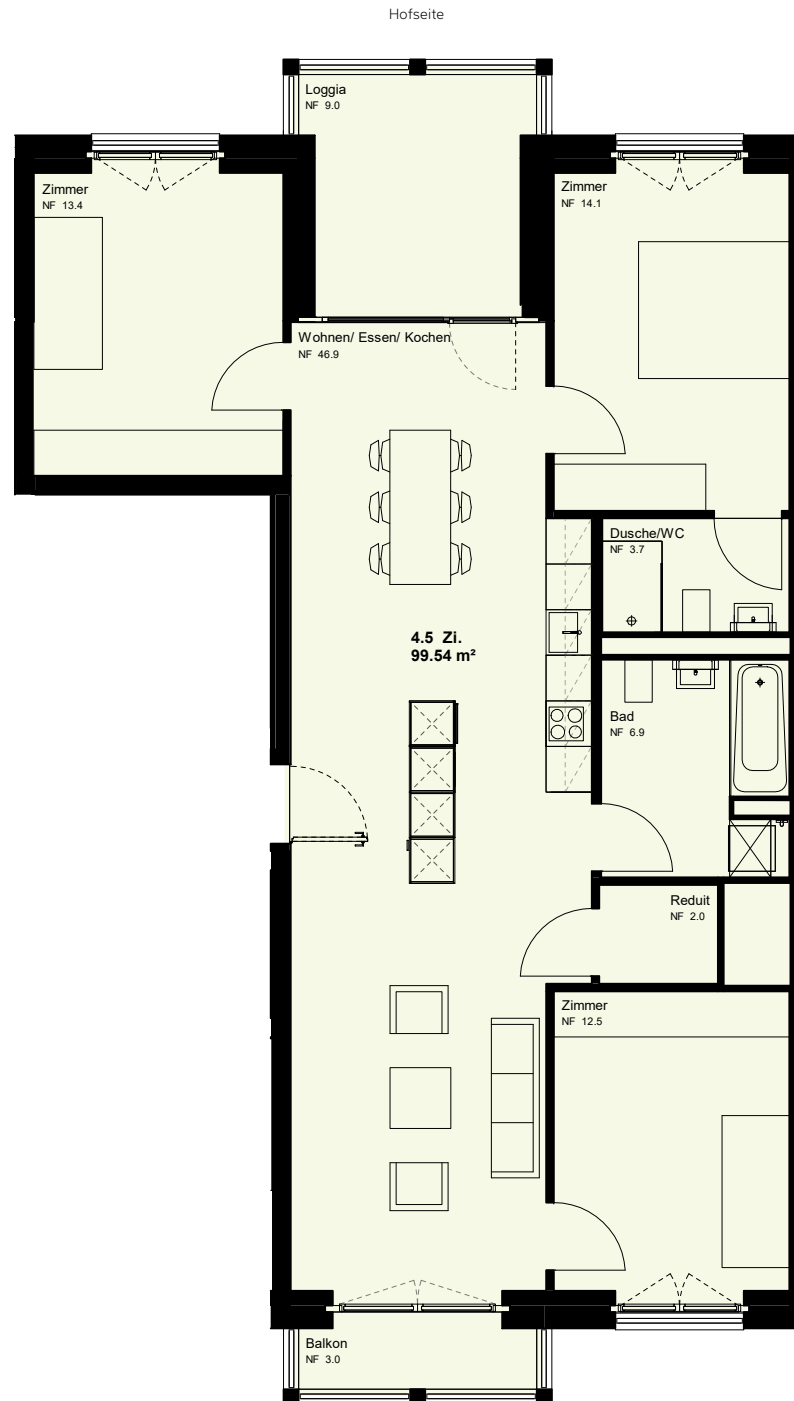 Hofseite
Loggia
NF 9.0
Zimmer
NF 13.4
Zimmer
NF 14.1
Wohnen/ Essen/ Kochen
NF 46.9
Dusche/WC
NF 3.7
4.5 Zi.
99.54 m²
Bad
NF 6.9
Reduit
NF 2.0
Zimmer
NF 12.5
Balkon
NF 3.0